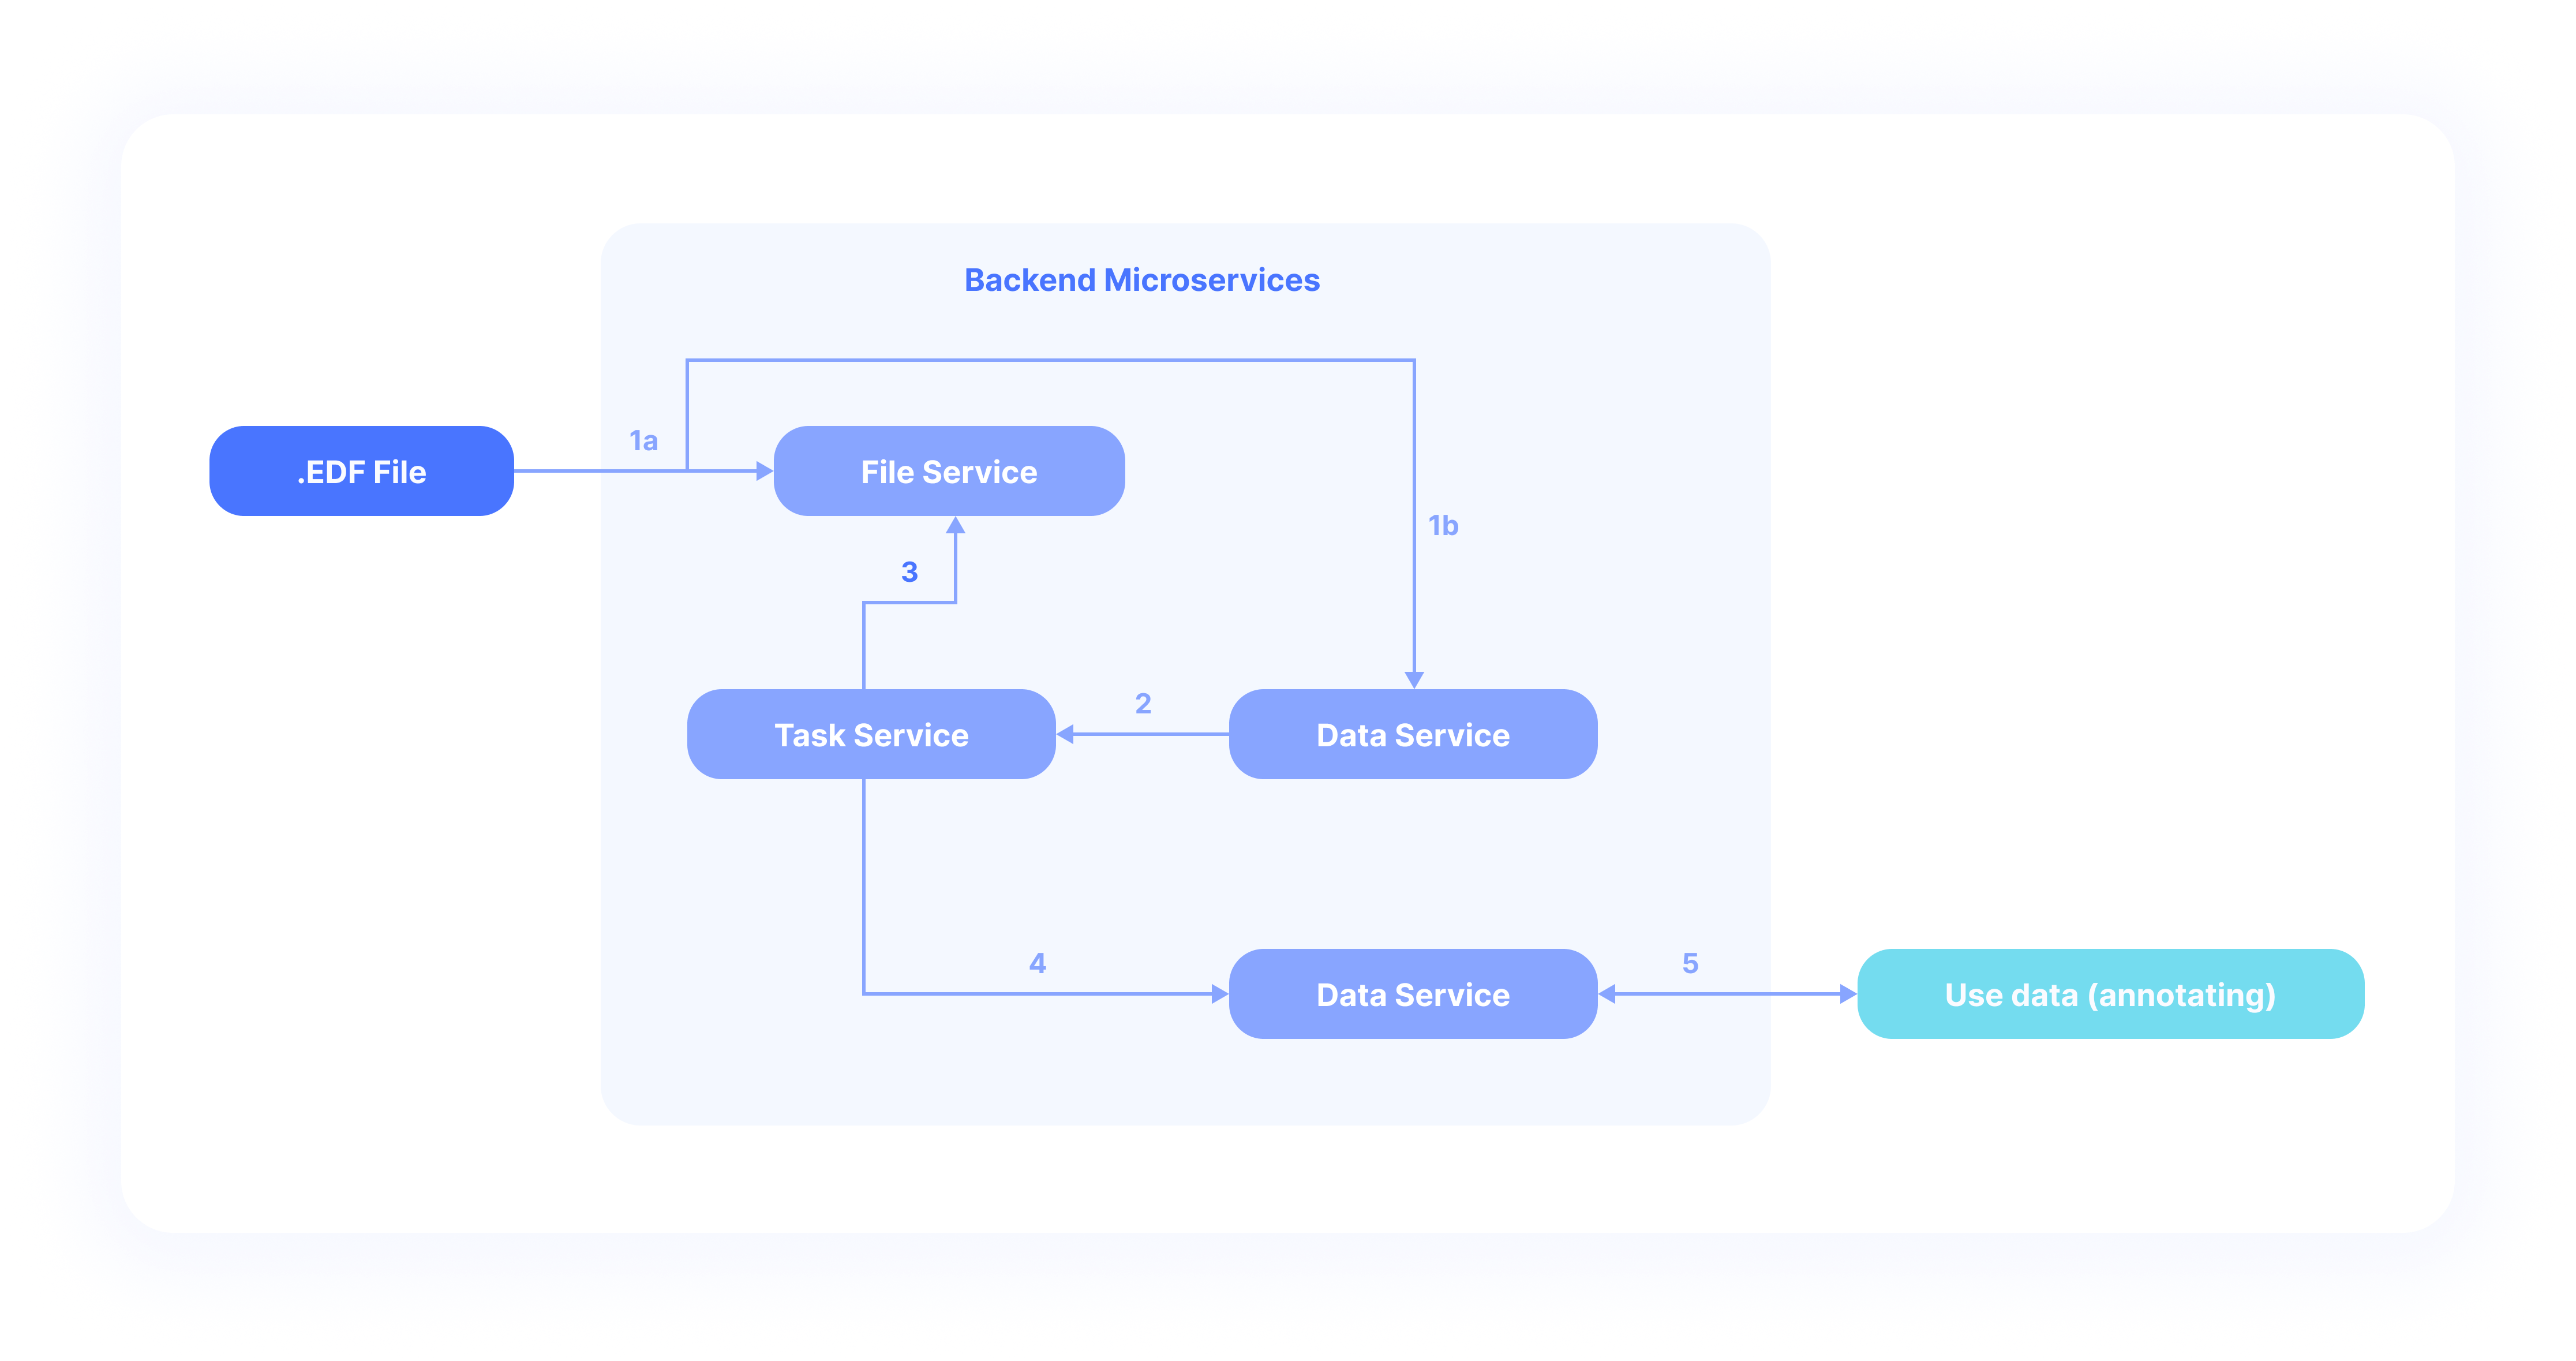 Backend Microservices
1a
.EDF File
File Service
1b
3
2
Task Service
Data Service
4
5
Data Service
Use data (annotating)